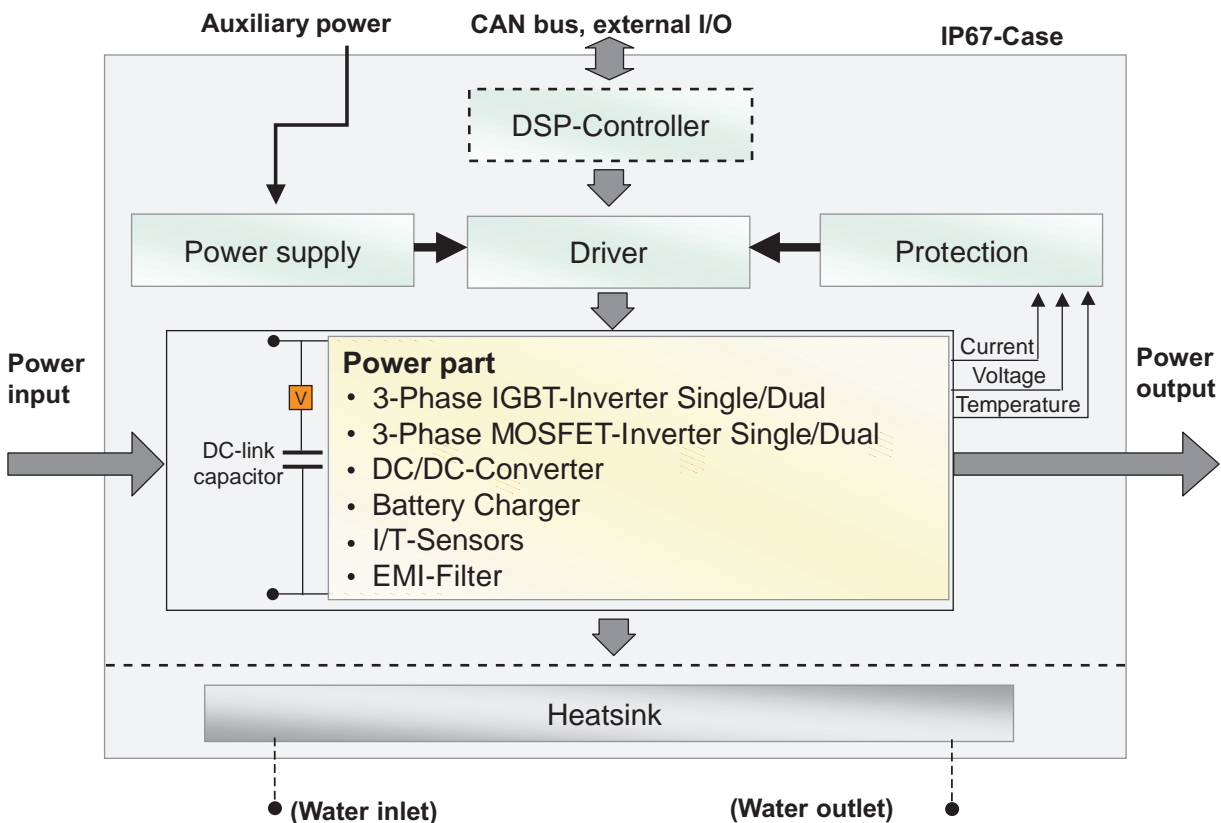 Auxiliary power
CAN bus, external I/O
IP67-Case
DSP-Controller
Power supply
Driver
Protection
Power
input
Power part
• 3-Phase IGBT-Inverter Single/Dual
• 3-Phase MOSFET-Inverter Single/Dual
• DC/DC-Converter
• Battery Charger
• I/T-Sensors
• EMI-Filter
V
DC-link
capacitor
Current
Voltage
Temperature
Power
output
Heatsink
(Water inlet)
(Water outlet)